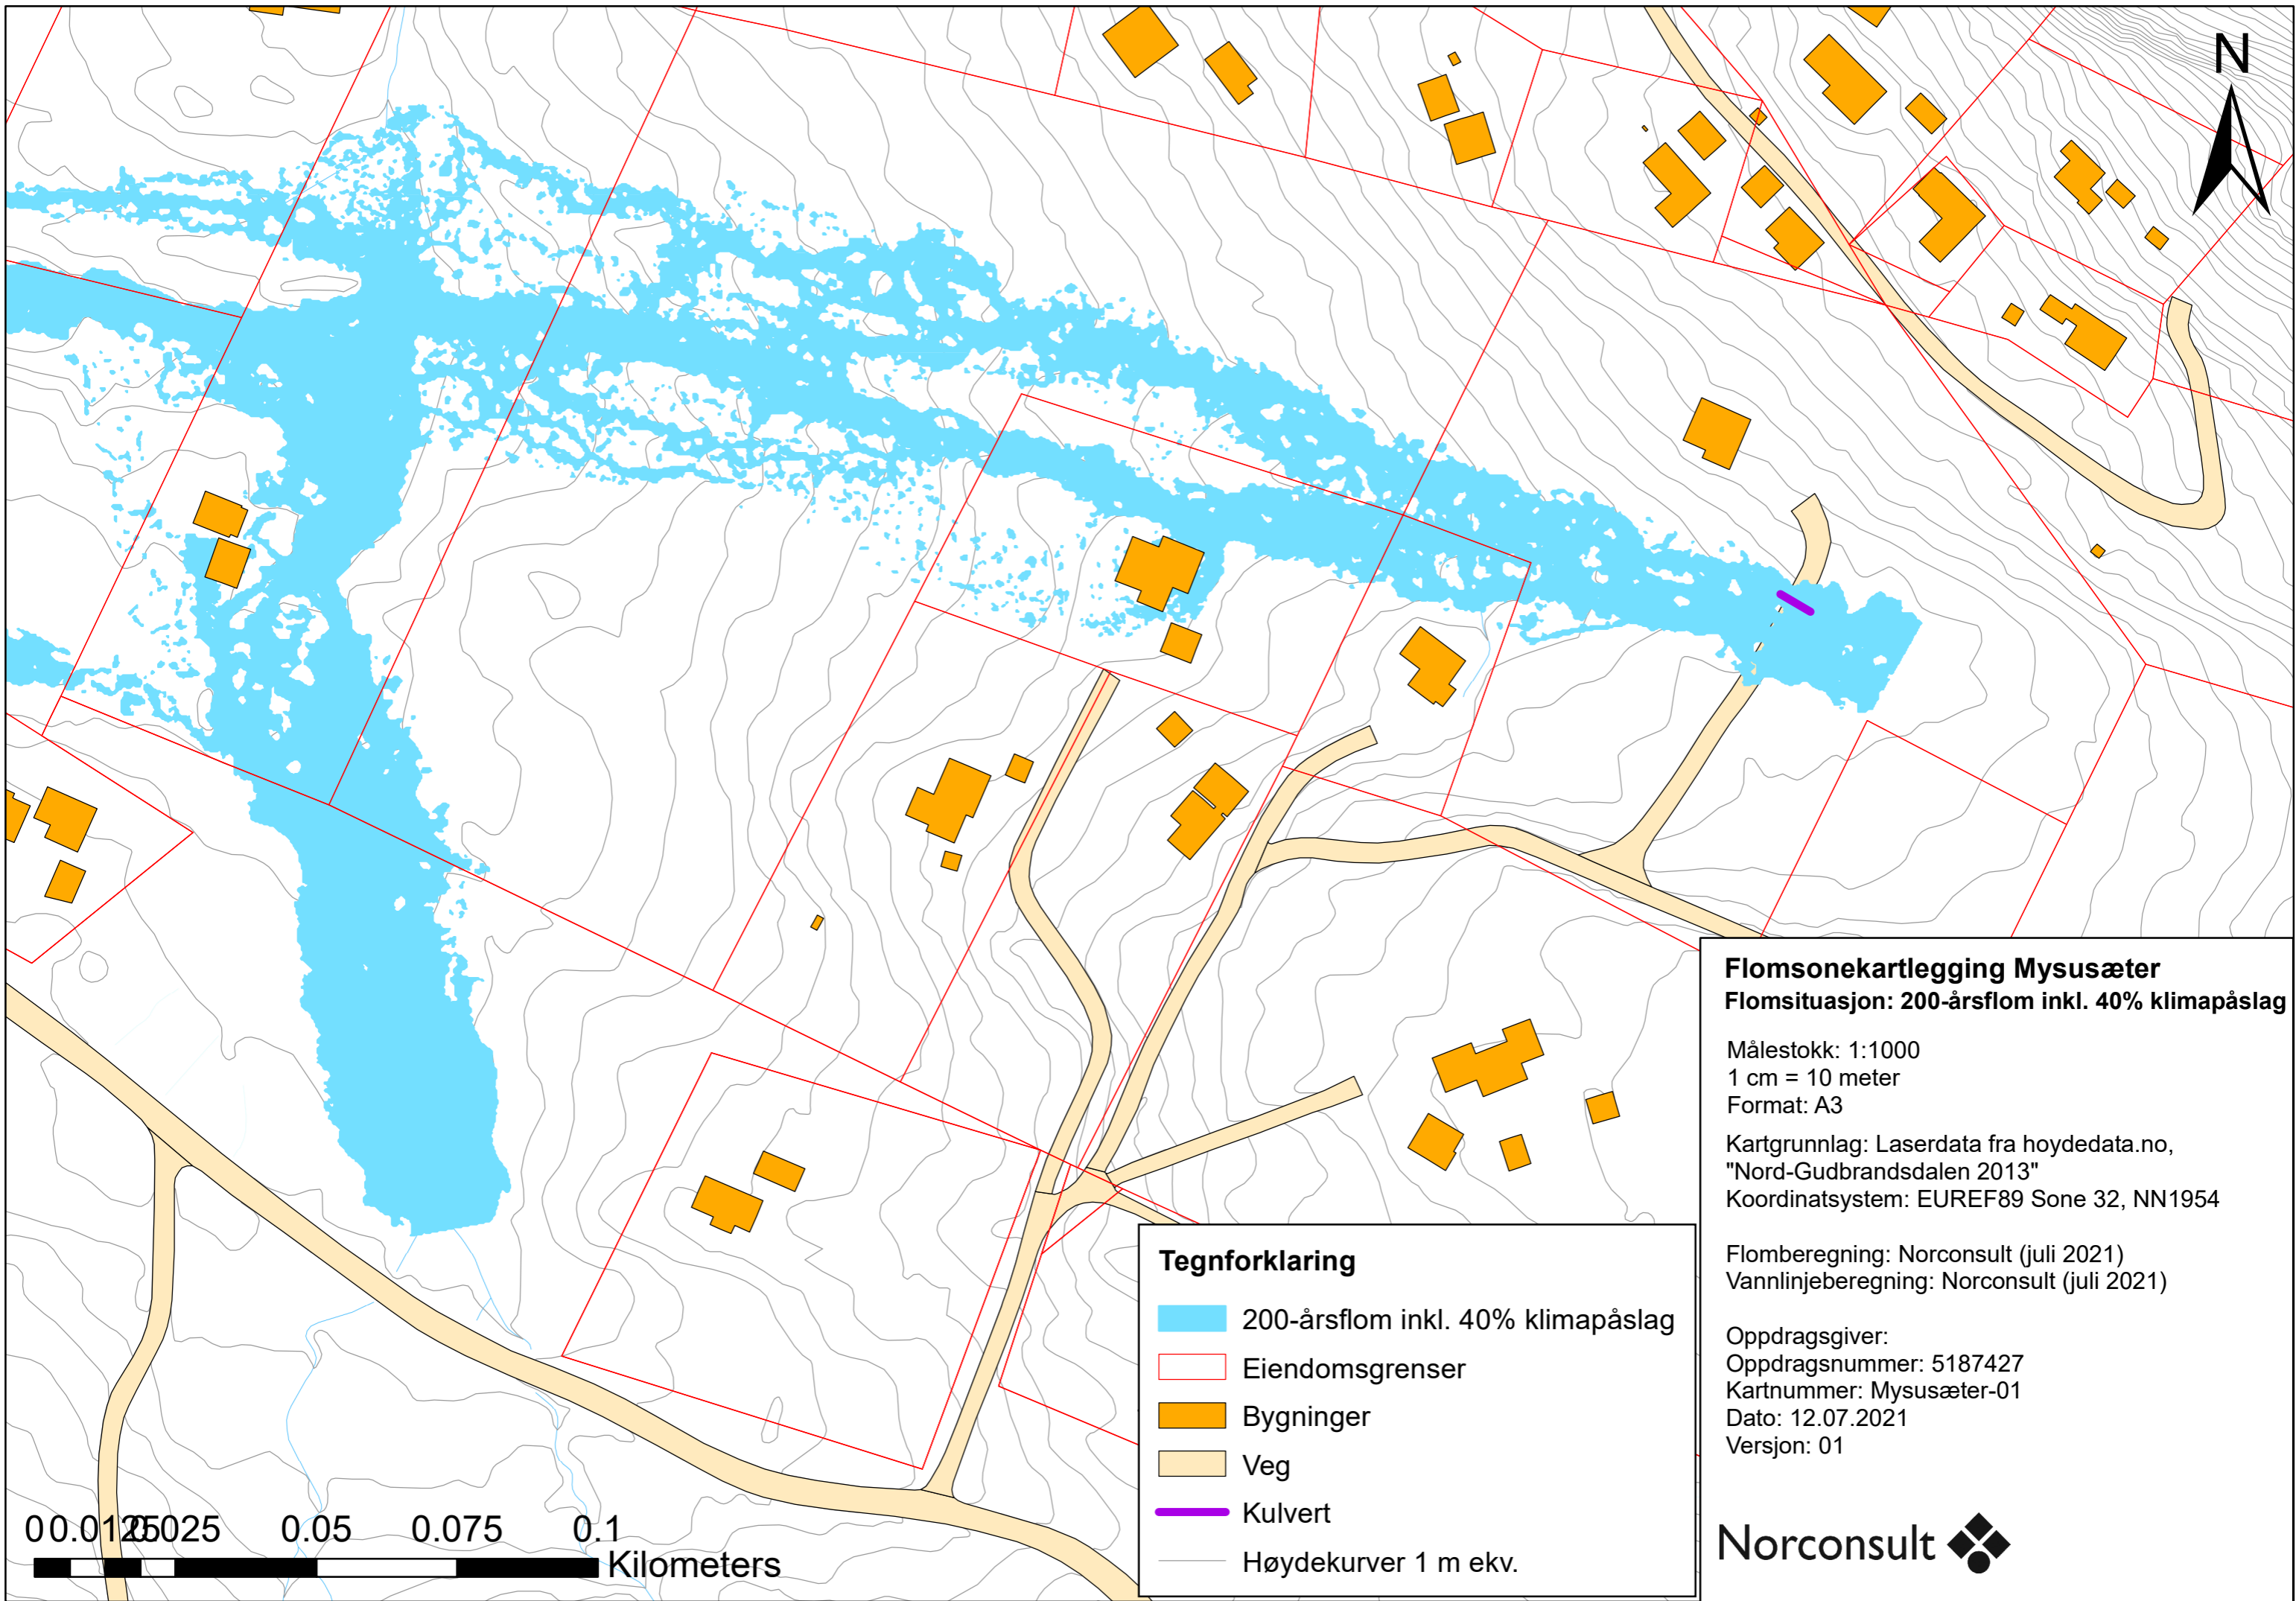 N
Flomsonekartlegging Mysusæter
Flomsituasjon: 200-årsflom inkl. 40% klimapåslag
Målestokk: 1:1000
1 cm = 10 meter
Format: A3
Kartgrunnlag: Laserdata fra hoydedata.no,
"Nord-Gudbrandsdalen 2013"
Koordinatsystem: EUREF89 Sone 32, NN1954
Flomberegning: Norconsult (juli 2021)
Vannlinjeberegning: Norconsult (juli 2021)
Oppdragsgiver:
Oppdragsnummer: 5187427
Kartnummer: Mysusæter-01
Dato: 12.07.2021
Versjon: 01
Norconsult
Tegnforklaring
200-årsflom inkl. 40% klimapåslag
Eiendomsgrenser
Bygninger
Veg
Kulvert
Høydekurver 1 m ekv.
0 0.0125 0.025 0.05 0.075 0.1
Kilometers